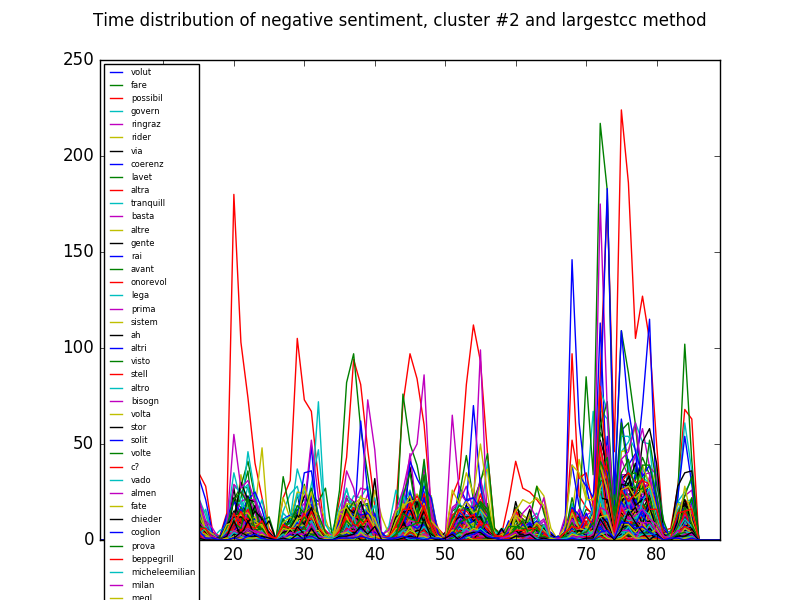 Time distribution of negative sentiment, cluster #2 and largestcc method
250
200
150
100
50
0
20 30 40 50 60 70 80
volut
fare
possibil
govern
ringraz
rider
via
coerenz
lavet
altra
tranquill
basta
altre
gente
rai
avant
onorevol
lega
prima
sistem
ah
altri
visto
stell
altro
bisogn
volta
stor
solit
volte
c?
vado
almen
fate
chieder
coglion
prova
beppegrill
micheleemilian
milan
megl